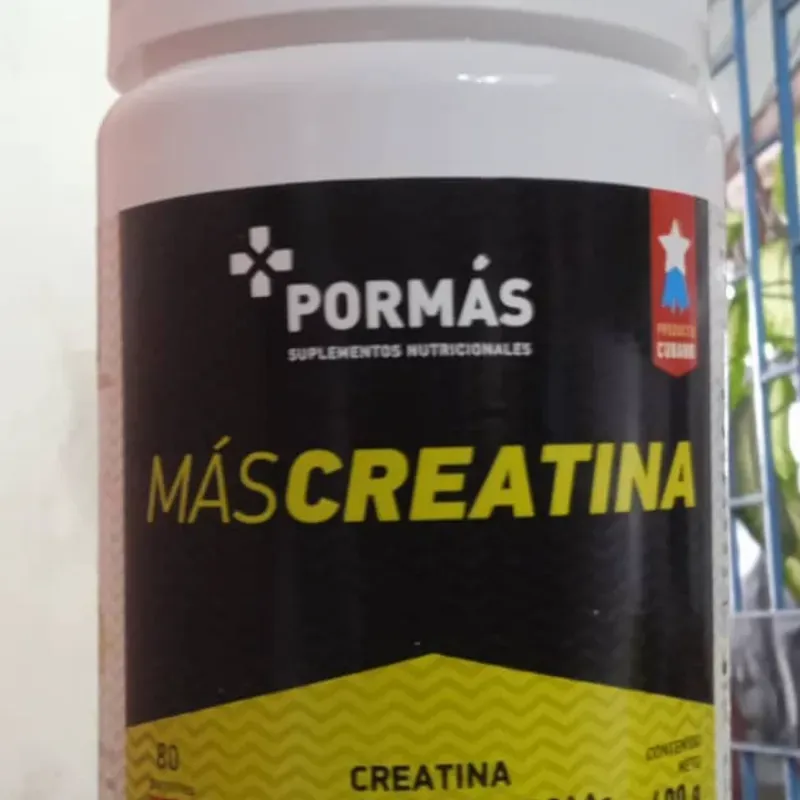 PORMÁS
SUPLEMENTOS NUTRICIONALES
PRODUCTO
CUBANO
MÁSCREATINA
80
CONTENIDO
NETO
CREATINA